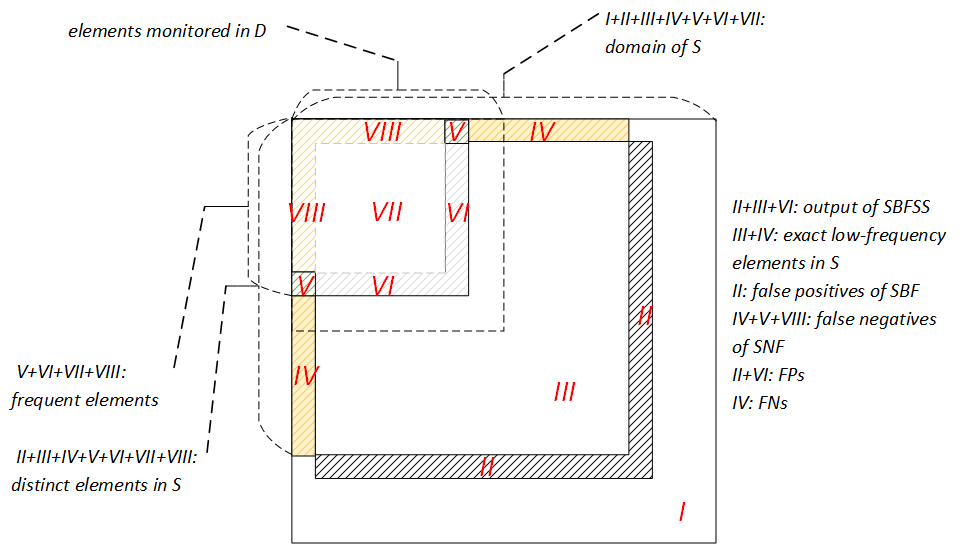 elements monitored in D
I+II+III+IV+V+VI+VII:
domain of S
VIII
V
IV
VIII
VII
VI
V
VI
II
IV
III
II
I
II+III+VI: output of SBFSS
III+IV: exact low-frequency
elements in S
II: false positives of SBF
IV+V+VIII: false negatives
of SNF
II+VI: FPs
IV: FNs
V+VI+VII+VIII:
frequent elements
II+III+IV+V+VI+VII+VIII:
distinct elements in S